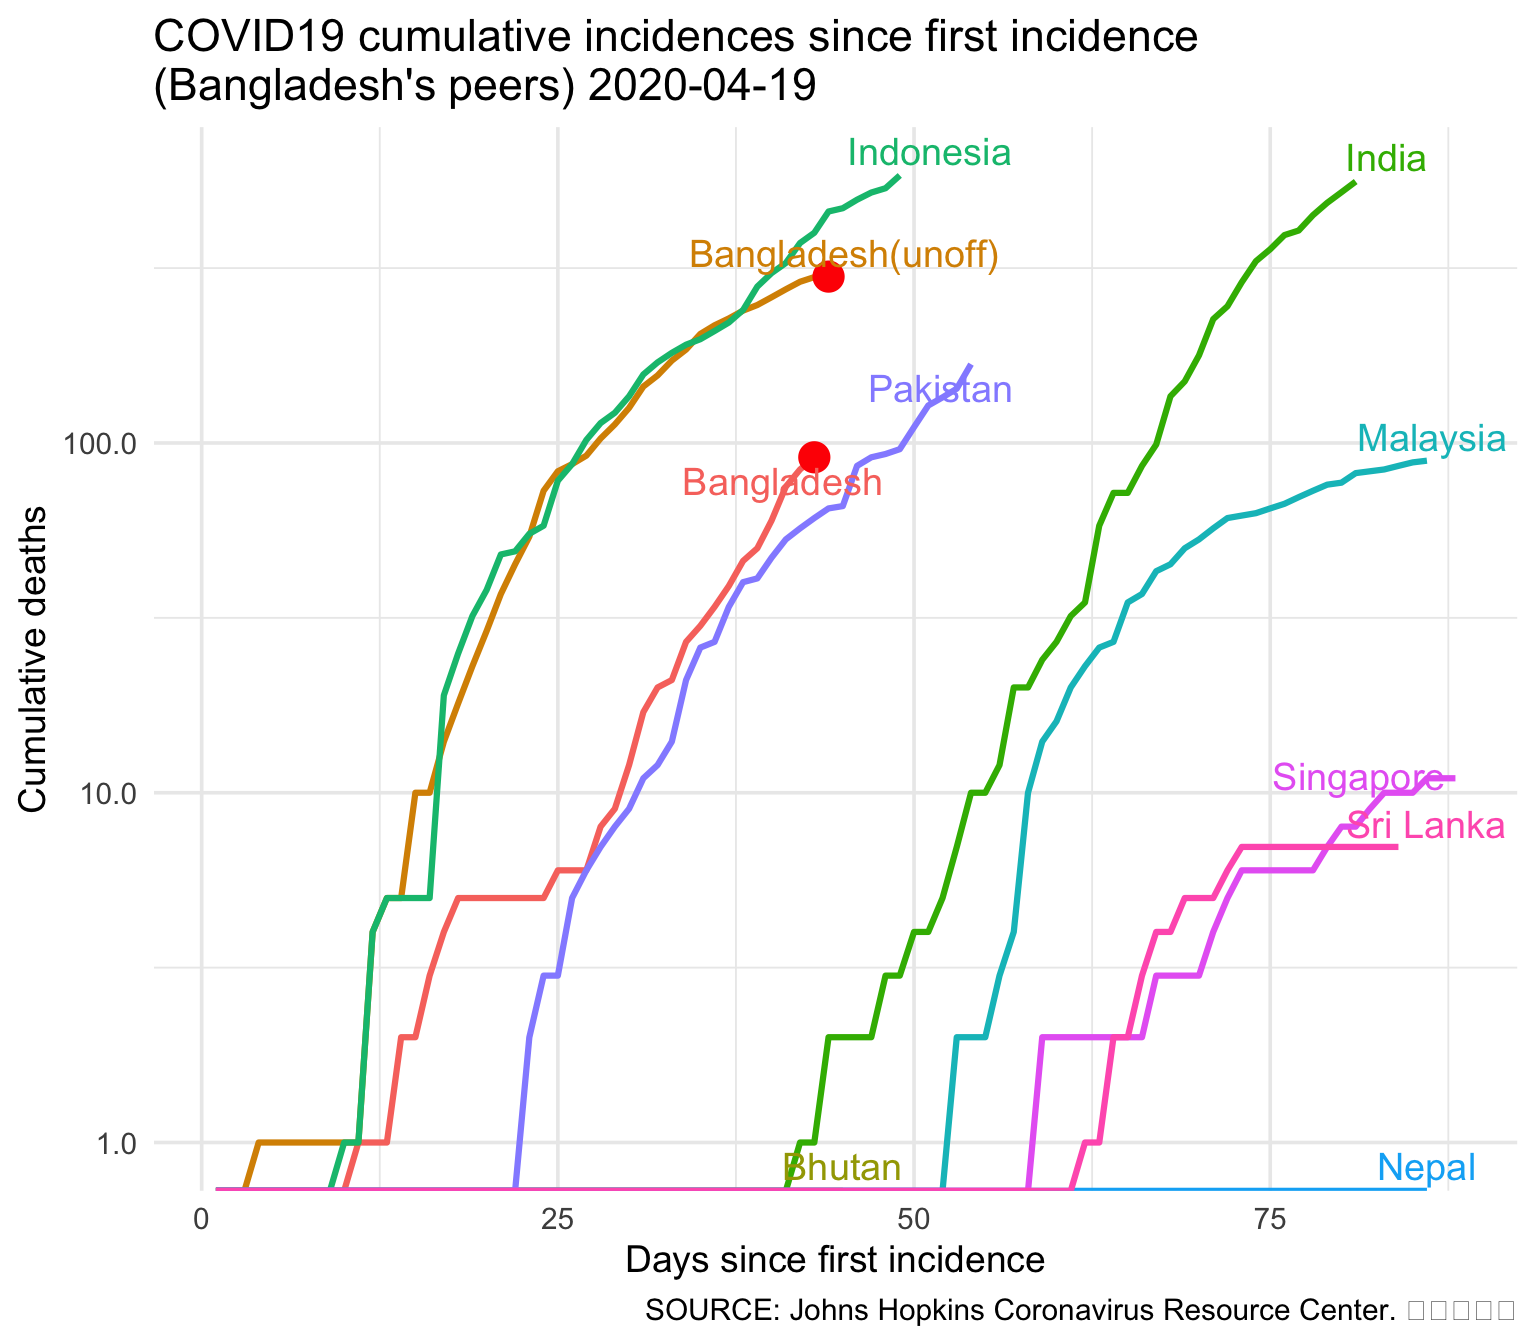 COVID19 cumulative incidences since first incidence
(Bangladesh's peers) 2020-04-19
Indonesia
India
Bangladesh(unoff)
Pakistan
Malaysia
100.0
Bangladesh
Cumulative deaths
Singapore
10.0
Sri Lanka
1.0
Bhutan
Nepal
0
25
50
75
Days since first incidence
SOURCE: Johns Hopkins Coronavirus Resource Center.